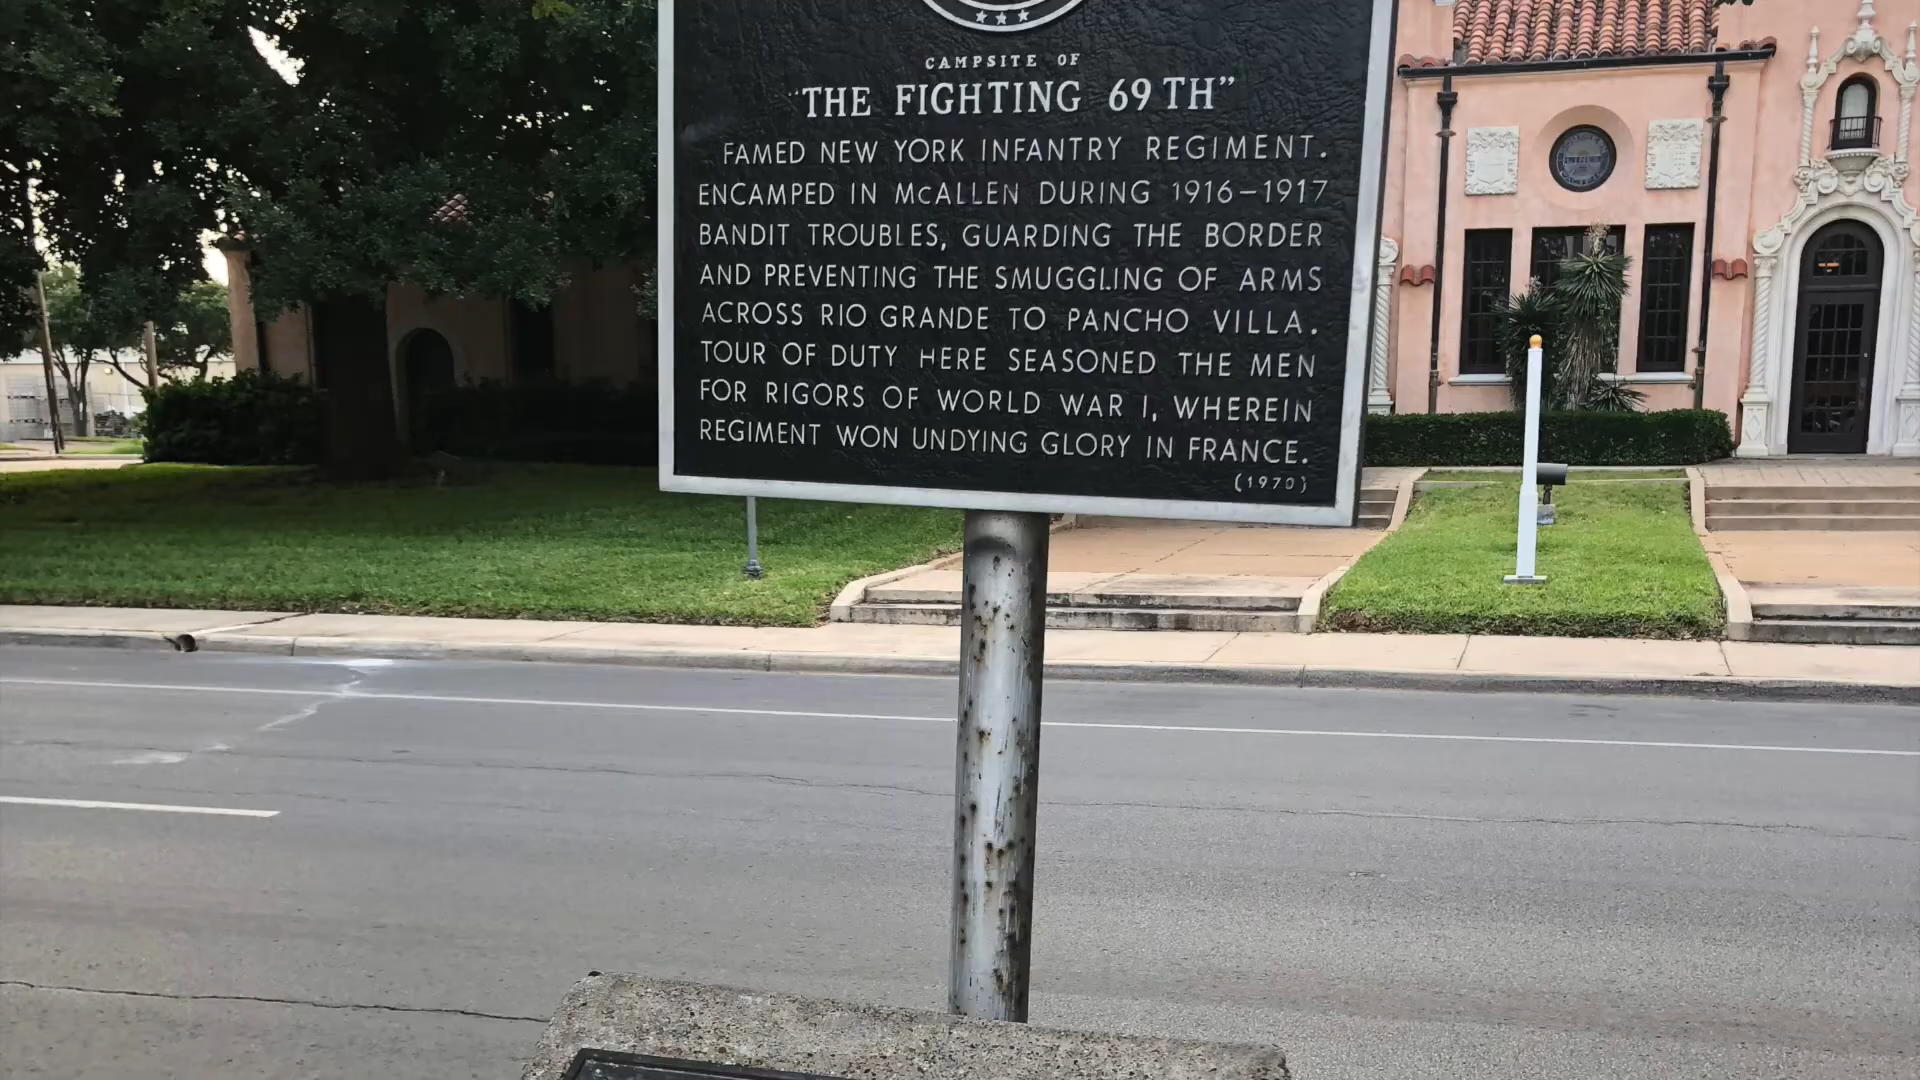 CAMPSITE OF
"THE FIGHTING 69TH"
FAMED NEW YORK INFANTRY REGIMENT.
ENCAMPED IN McALLEN DURING 1916-1917
BANDIT TROUBLES, GUARDING THE BORDER
AND PREVENTING THE SMUGGLING OF ARMS
ACROSS RIO GRANDE TO PANCHO VILLA.
TOUR OF DUTY HERE SEASONED THE MEN
FOR RIGORS OF WORLD WAR I, WHEREIN
REGIMENT WON UNDYING GLORY IN FRANCE.
(1970)
LINES